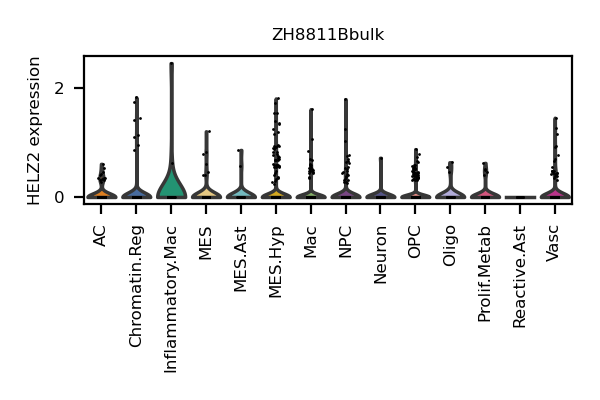 ZH8811Bbulk
HELZ2 expression
2
0
AC
Chromatin.Reg
Inflammatory.Mac
MES
MES.Ast
MES.Hyp
Mac
NPC
Neuron
OPC
Oligo
Prolif.Metab
Reactive.Ast
Vasc